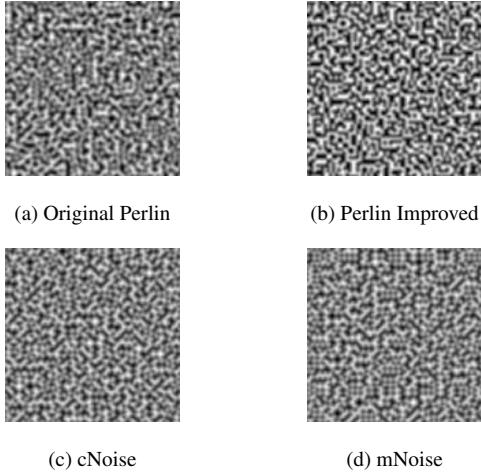 (a) Original Perlin
(b) Perlin Improved
(c) cNoise
(d) mNoise